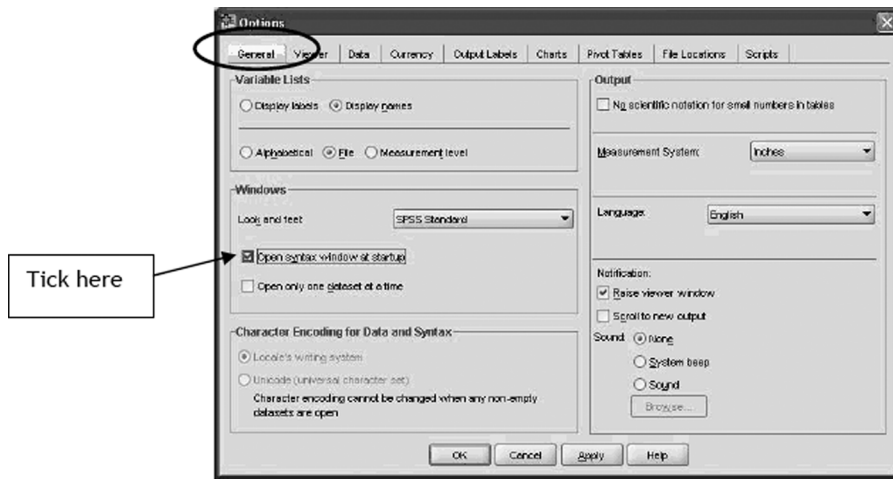 Options
General Viewer Data Currency Output Labels Charts Pivot Tables File Locations Scripts
Variable Lists
Display labels Display names
Alphabetical File Measurement level
Windows
Look and feel: SPSS Standard
Open syntax window at startup
Open only one dataset at a time
Character Encoding for Data and Syntax
Locale's writing system
Unicode (universal character set)
Character encoding cannot be changed when any non-empty
datasets are open
Output
No scientific notation for small numbers in tables
Measurement System: Inches
Language: English
Notification:
Raise viewer window
Scroll to new output
Sound: None
System beep
Sound
Browse...
OK Cancel Apply Help
Tick here